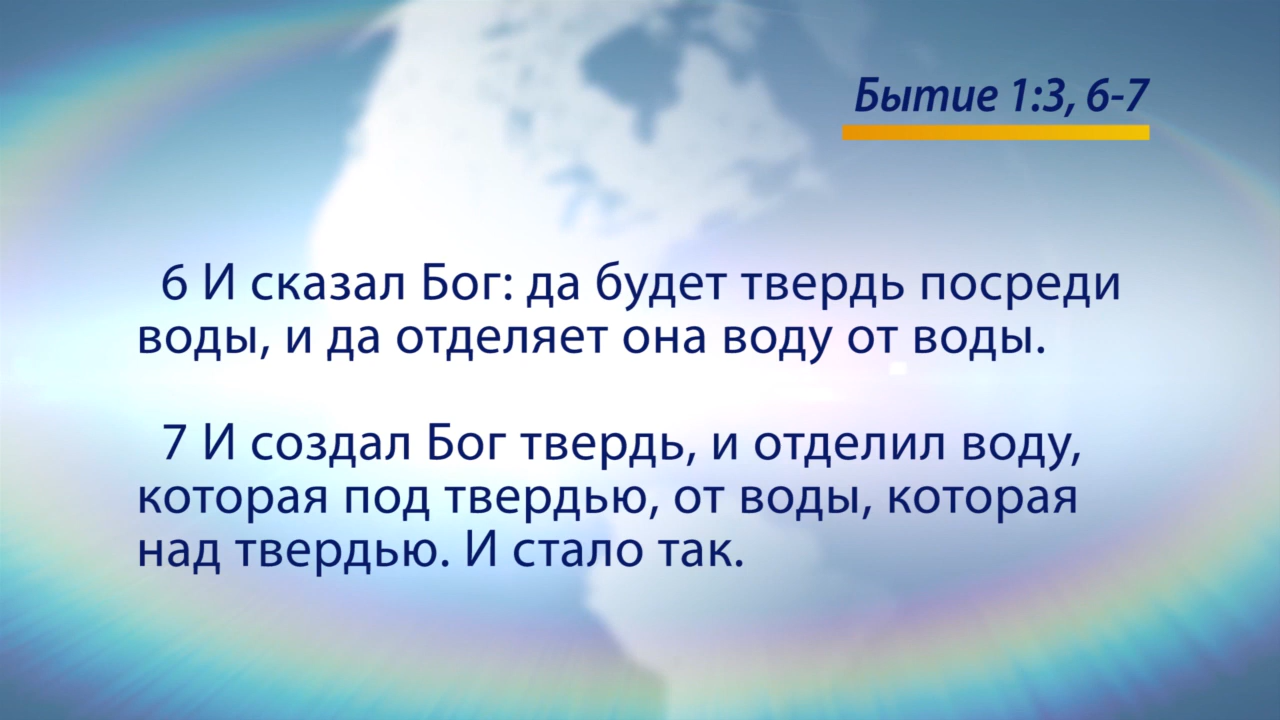 Бытие 1:3, 6-7
6 И сказал Бог: да будет твердь посреди
воды, и да отделяет она воду от воды.
7 И создал Бог твердь, и отделил воду,
которая под твердью, от воды, которая
над твердью. И стало так.